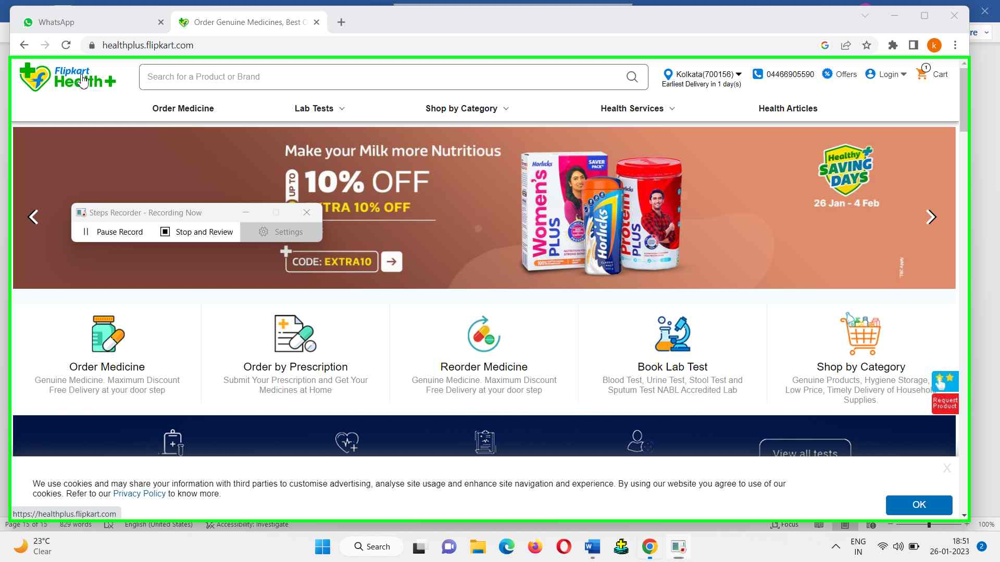 WhatsApp
Order Genuine Medicines, Best C
healthplus.flipkart.com
k
re
Flipkart
Health+
Search for a Product or Brand
Kolkata(700156)
Earliest Delivery in 1 day(s)
04466905590
Offers
Login
1
Cart
Order Medicine
Lab Tests
Shop by Category
Health Services
Health Articles
Make your Milk more Nutritious
UP TO
10% OFF
TRA 10% OFF
CODE: EXTRA10
Horlicks
SAVER
PACK
Women's
PLUS
Horlicks
CLASSIC
MALT
Protein
PLUS
Healthy
SAVING
DAYS
26 Jan - 4 Feb
*T&C Apply
Steps Recorder - Recording Now
Pause Record
Stop and Review
Settings
Order Medicine
Genuine Medicine. Maximum Discount
Free Delivery at your door step
Order by Prescription
Submit Your Prescription and Get Your
Medicines at Home
Reorder Medicine
Genuine Medicine. Maximum Discount
Free Delivery at your door step
Book Lab Test
Blood Test, Urine Test, Stool Test and
Sputum Test NABL Accredited Lab
Shop by Category
Genuine Products, Hygiene Storage,
Low Price, Timely Delivery of Household
Supplies.
Request
Product
View all tests
X
We use cookies and may share your information with third parties to customise advertising, analyse site usage and enhance site navigation and experience. By using our website you agree to use of our
cookies. Refer to our Privacy Policy to know more.
OK
https://healthplus.flipkart.com
Page 15 of 15
829 words
English (United States)
Accessibility: Investigate
Focus
100%
23°C
Clear
Search
ENG
IN
18:51
26-01-2023
2